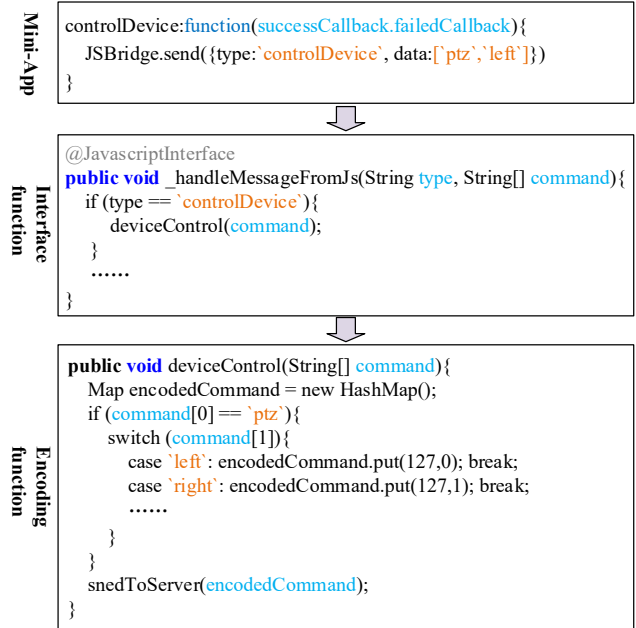 Mini-App
controlDevice:function(successCallback.failedCallback){
JSBridge.send({type:`controlDevice`, data:[`ptz`,`left`]})
}
Interface
function
@JavascriptInterface
public void _handleMessageFromJs(String type, String[] command){
if (type == `controlDevice`){
deviceControl(command);
}
······
}
Encoding
function
public void deviceControl(String[] command){
Map encodedCommand = new HashMap();
if (command[0] == `ptz`){
switch (command[1]){
case `left`: encodedCommand.put(127,0); break;
case `right`: encodedCommand.put(127,1); break;
······
}
}
snedToServer(encodedCommand);
}